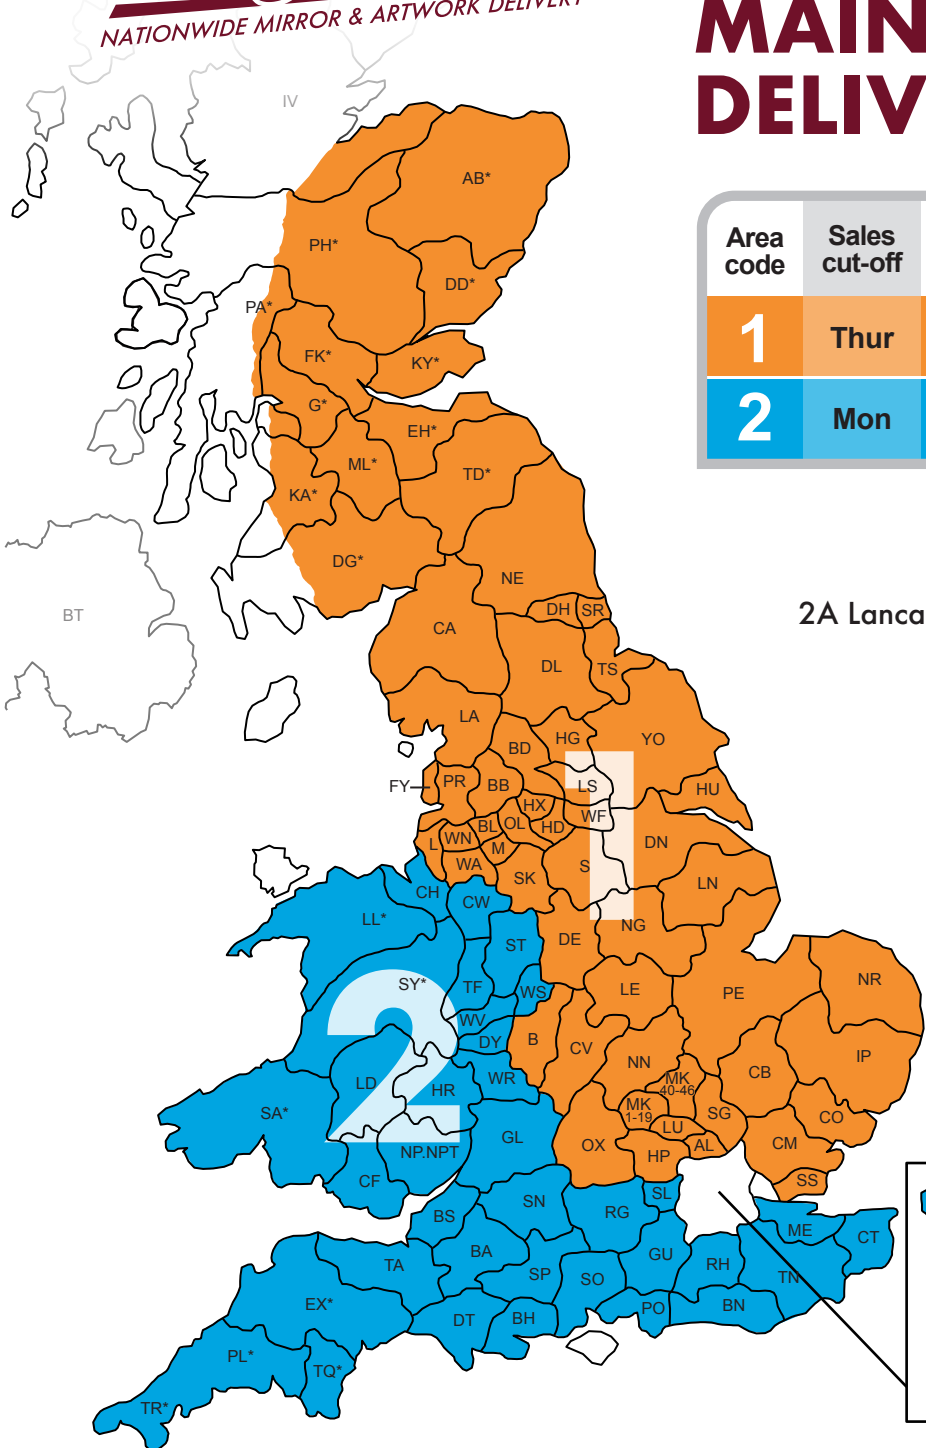 NATIONWIDE MIRROR & ARTWORK DELIVERY
MAIN
DELIV
Area code
Sales cut-off
1
Thur
2
Mon
2A Lanca
IV
AB*
PH*
DD*
PA*
FK*
KY*
G*
EH*
ML*
TD*
KA*
DG*
NE
BT
DH
SR
CA
DL
TS
LA
HG
YO
BD
FY
PR
BB
LS
HU
HX
WF
BL
OL
HD
WN
L
M
DN
WA
SK
S
LN
1
CH
CW
LL*
NG
ST
DE
NR
SY*
TF
WS
LE
PE
WV
DY
B
CV
IP
NN
LD
HR
WR
MK
40-46
CB
2
SA*
MK
1-19
SG
CO
LU
GL
OX
AL
CM
NP.NPT
HP
CF
SS
SL
SN
RG
BS
ME
CT
BA
GU
TA
RH
SP
SO
TN
EX*
PO
BN
DT
BH
PL*
TQ*
TR*